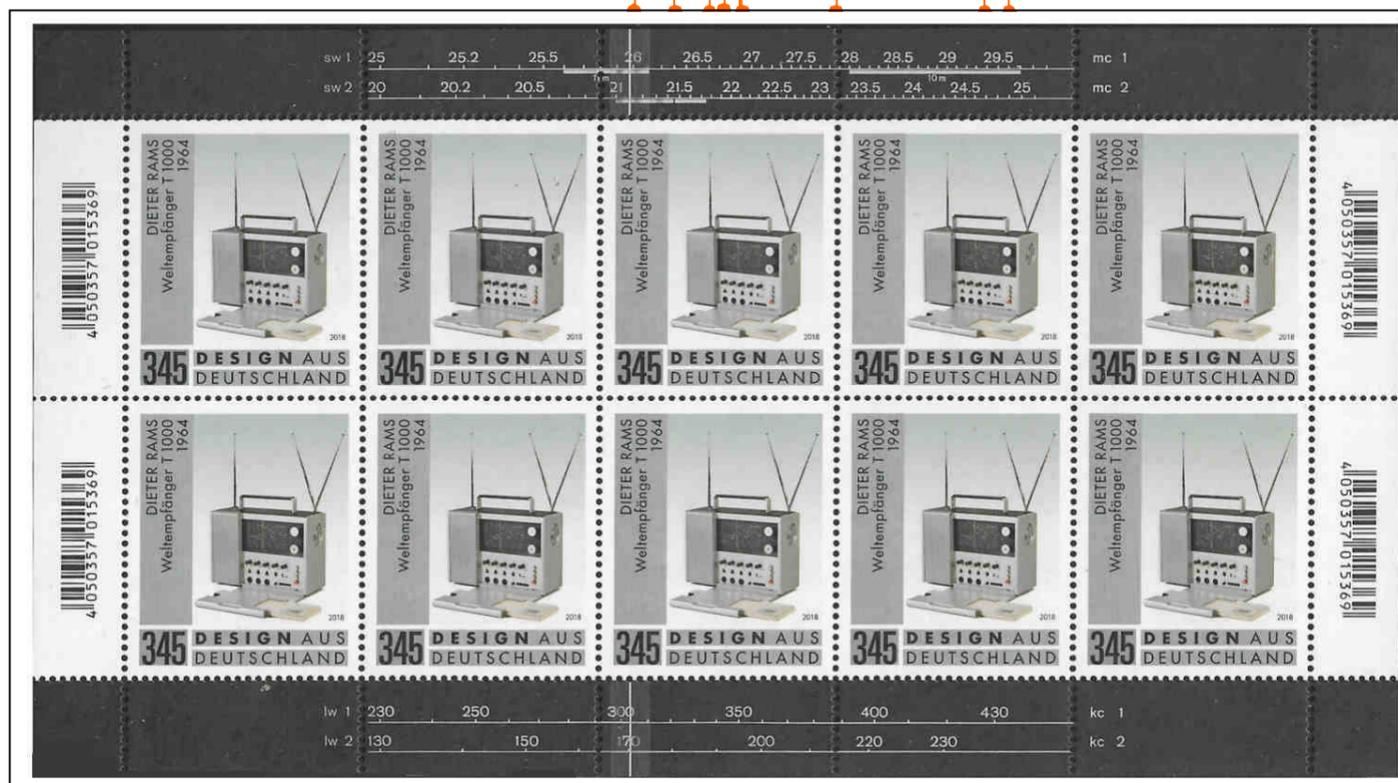 sw 1 25 25.2 25.5 26 26.5 27 27.5 28 28.5 29 29.5 mc 1
11m 10m
sw 2 20 20.2 20.5 21 21.5 22 22.5 23 23.5 24 24.5 25 mc 2
4 050357 015369
DIETER RAMS
Weltempfänger T 1000
1964
2018
345 DESIGN AUS
DEUTSCHLAND
DIETER RAMS
Weltempfänger T 1000
1964
2018
345 DESIGN AUS
DEUTSCHLAND
DIETER RAMS
Weltempfänger T 1000
1964
2018
345 DESIGN AUS
DEUTSCHLAND
DIETER RAMS
Weltempfänger T 1000
1964
2018
345 DESIGN AUS
DEUTSCHLAND
DIETER RAMS
Weltempfänger T 1000
1964
2018
345 DESIGN AUS
DEUTSCHLAND
4 050357 015369
4 050357 015369
DIETER RAMS
Weltempfänger T 1000
1964
2018
345 DESIGN AUS
DEUTSCHLAND
DIETER RAMS
Weltempfänger T 1000
1964
2018
345 DESIGN AUS
DEUTSCHLAND
DIETER RAMS
Weltempfänger T 1000
1964
2018
345 DESIGN AUS
DEUTSCHLAND
DIETER RAMS
Weltempfänger T 1000
1964
2018
345 DESIGN AUS
DEUTSCHLAND
DIETER RAMS
Weltempfänger T 1000
1964
2018
345 DESIGN AUS
DEUTSCHLAND
4 050357 015369
lw 1 230 250 300 350 400 430 kc 1
lw 2 130 150 170 200 220 230 kc 2